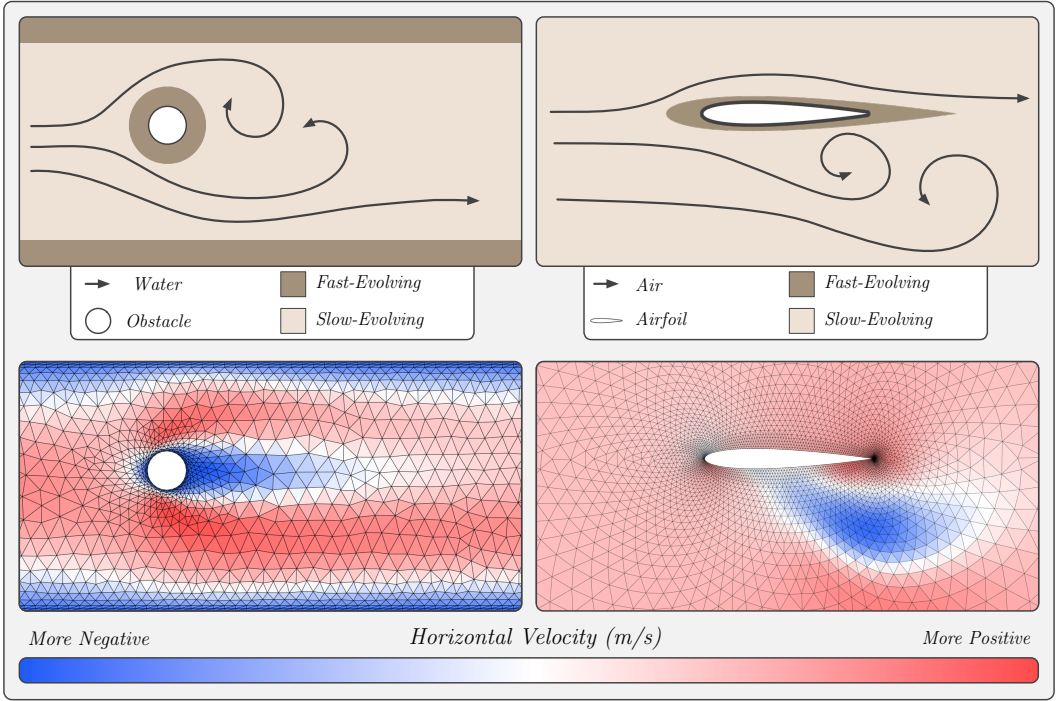 Water
Fast-Evolving
Obstacle
Slow-Evolving
Air
Fast-Evolving
Airfoil
Slow-Evolving
More Negative
Horizontal Velocity (m/s)
More Positive